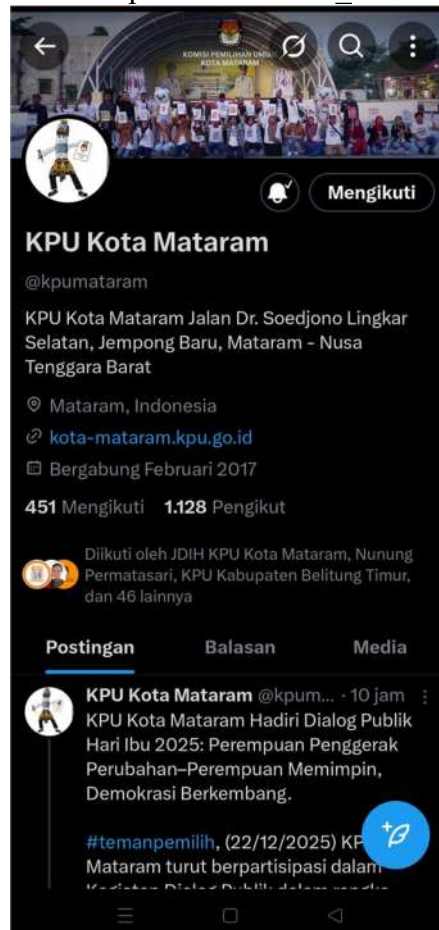 KOMISI PEMILIHAN UMUM
KOTA MATARAM
Mengikuti
KPU Kota Mataram
@kpumataram
KPU Kota Mataram Jalan Dr. Soedjono Lingkar
Selatan, Jempong Baru, Mataram - Nusa
Tenggara Barat
Mataram, Indonesia
kota-mataram.kpu.go.id
Bergabung Februari 2017
451 Mengikuti 1.128 Pengikut
Diikuti oleh JDIH KPU Kota Mataram, Nunung
Permatasari, KPU Kabupaten Belitung Timur,
dan 46 lainnya
Postingan Balasan Media
KPU Kota Mataram @kpum... · 10 jam
KPU Kota Mataram Hadiri Dialog Publik
Hari Ibu 2025: Perempuan Penggerak
Perubahan–Perempuan Memimpin,
Demokrasi Berkembang.
#temanpemilih, (22/12/2025) KP
Mataram turut berpartisipasi dalam